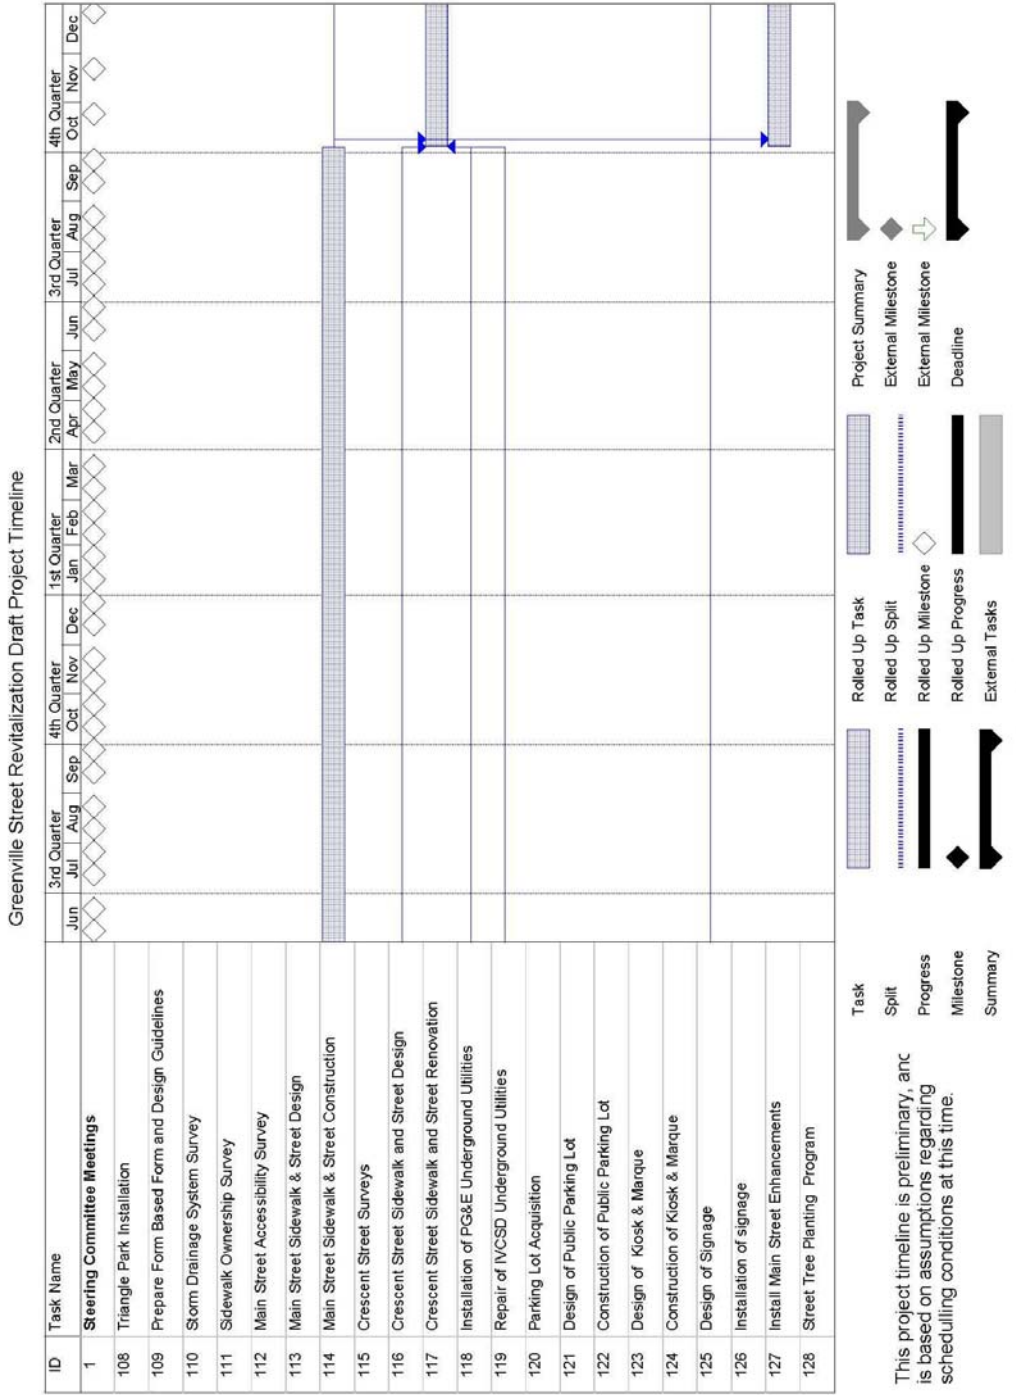 Greenville Street Revitalization Draft Project Timeline
ID Task Name
3rd Quarter 4th Quarter 1st Quarter 2nd Quarter 3rd Quarter 4th Quarter
Jun Jul Aug Sep Oct Nov Dec Jan Feb Mar Apr May Jun Jul Aug Sep Oct Nov Dec
1 Steering Committee Meetings
108 Triangle Park Installation
109 Prepare Form Based Form and Design Guidelines
110 Storm Drainage System Survey
111 Sidewalk Ownership Survey
112 Main Street Accessibility Survey
113 Main Street Sidewalk & Street Design
114 Main Street Sidewalk & Street Construction
115 Crescent Street Surveys
116 Crescent Street Sidewalk and Street Design
117 Crescent Street Sidewalk and Street Renovation
118 Installation of PG&E Underground Utilities
119 Repair of IVCSD Underground Utilities
120 Parking Lot Acquisition
121 Design of Public Parking Lot
122 Construction of Public Parking Lot
123 Design of Kiosk & Marque
124 Construction of Kiosk & Marque
125 Design of Signage
126 Installation of signage
127 Install Main Street Enhancements
128 Street Tree Planting Program
This project timeline is preliminary, anc
is based on assumptions regarding
schedulling conditions at this time.
Task
Split
Progress
Milestone
Summary
Rolled Up Task
Rolled Up Split
Rolled Up Milestone
Rolled Up Progress
External Tasks
Project Summary
External Milestone
External Milestone
Deadline